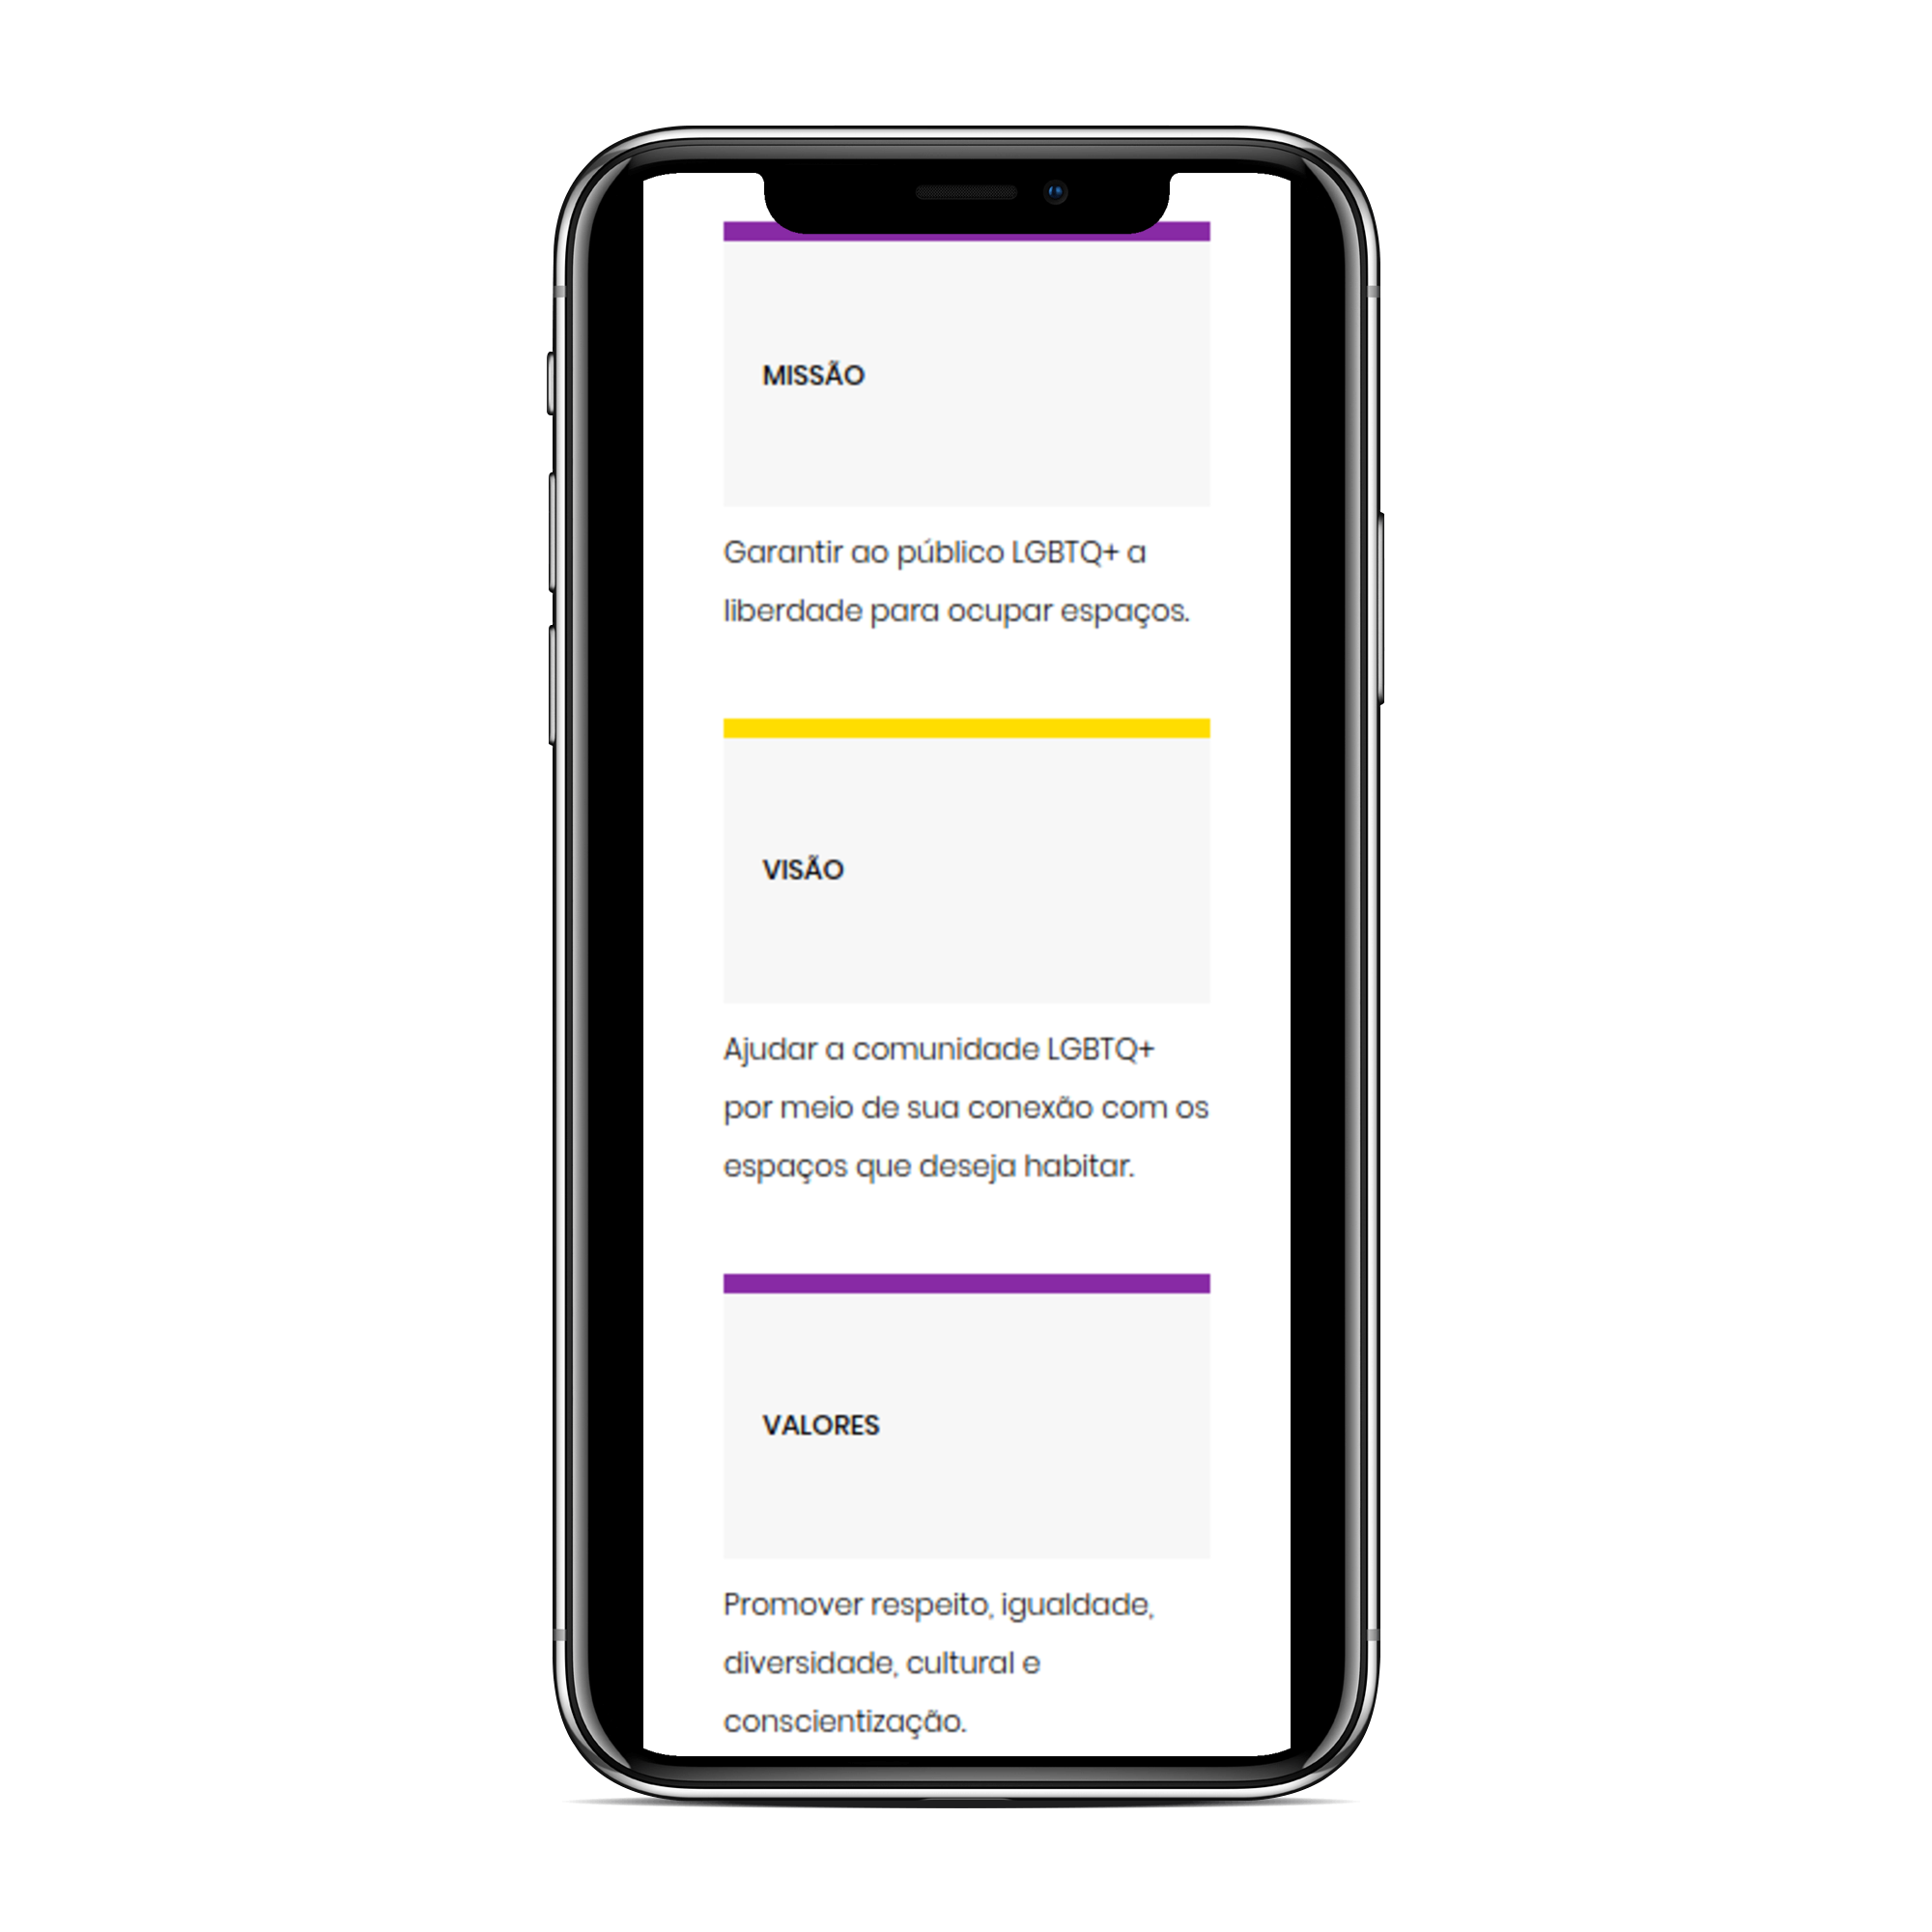 MISSÃO
Garantir ao público LGBTQ+ a
liberdade para ocupar espaços.
VISÃO
Ajudar a comunidade LGBTQ+
por meio de sua conexão com os
espaços que deseja habitar.
VALORES
Promover respeito, igualdade,
diversidade, cultural e
conscientização.